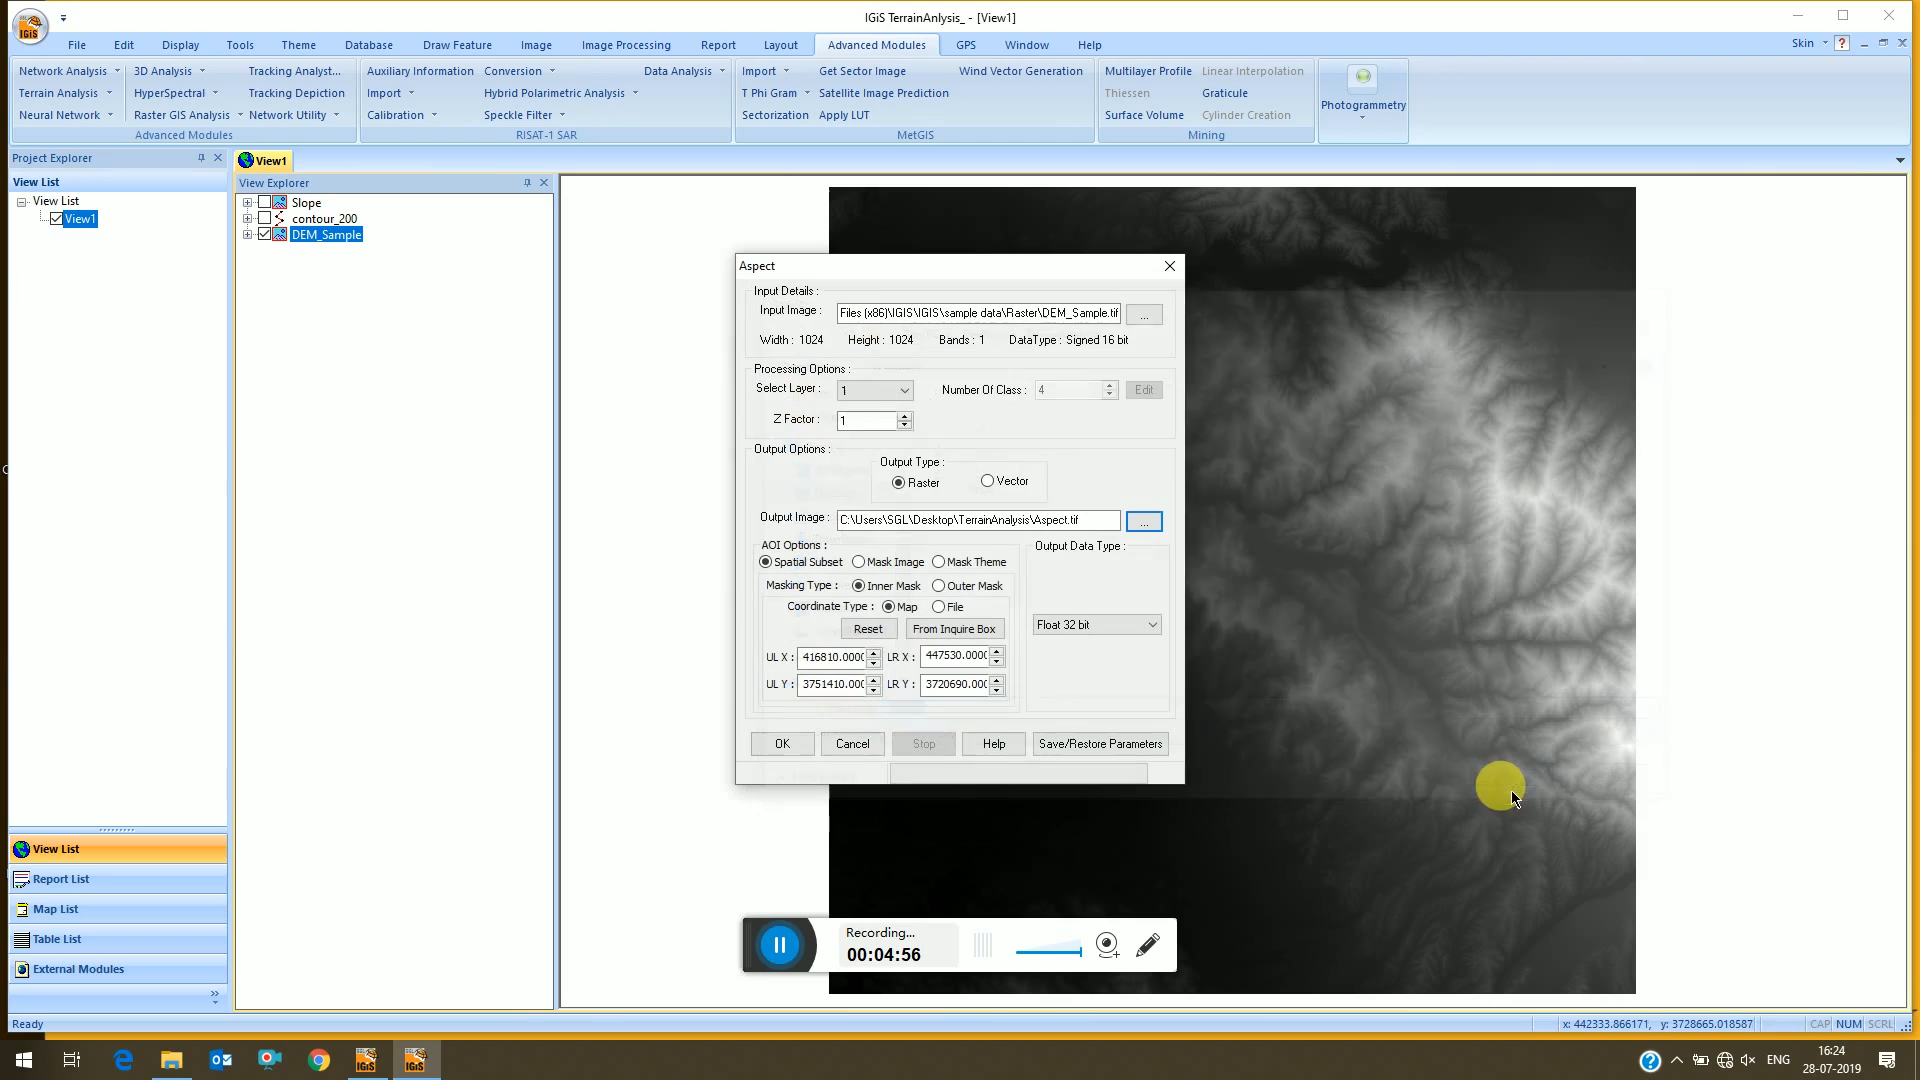 IGiS TerrainAnlysis_ - [View1]
IGiS
File Edit Display Tools Theme Database Draw Feature Image Image Processing Report Layout Advanced Modules GPS Window Help
Skin
Network Analysis 3D Analysis Tracking Analyst... Auxiliary Information Conversion Data Analysis Import Get Sector Image Wind Vector Generation Multilayer Profile Linear Interpolation
Terrain Analysis HyperSpectral Tracking Depiction Import Hybrid Polarimetric Analysis T Phi Gram Satellite Image Prediction Thiessen Graticule Photogrammetry
Neural Network Raster GIS Analysis Network Utility Calibration Speckle Filter Sectorization Apply LUT Surface Volume Cylinder Creation
Advanced Modules RISAT-1 SAR MetGIS Mining
Project Explorer
View List
View List
View1
View1
View Explorer
Slope
contour_200
DEM_Sample
Aspect
Input Details :
Input Image : Files (x86)\IGIS\IGIS\sample data\Raster\DEM_Sample.tif ...
Width : 1024 Height : 1024 Bands : 1 DataType : Signed 16 bit
Processing Options :
Select Layer : 1 Number Of Class : 4 Edit
Z Factor : 1
Output Options :
Output Type :
Raster Vector
Output Image : C:\Users\SGL\Desktop\TerrainAnalysis\Aspect.tif ...
AOI Options : Output Data Type :
Spatial Subset Mask Image Mask Theme
Masking Type : Inner Mask Outer Mask
Coordinate Type : Map File
Reset From Inquire Box Float 32 bit
UL X : 416810.000 LR X : 447530.000
UL Y : 3751410.000 LR Y : 3720690.000
OK Cancel Stop Help Save/Restore Parameters
Recording...
00:04:56
View List
Report List
Map List
Table List
External Modules
Ready
x: 442333.866171, y: 3728665.018587 CAP NUM SCRL
ENG
16:24
28-07-2019